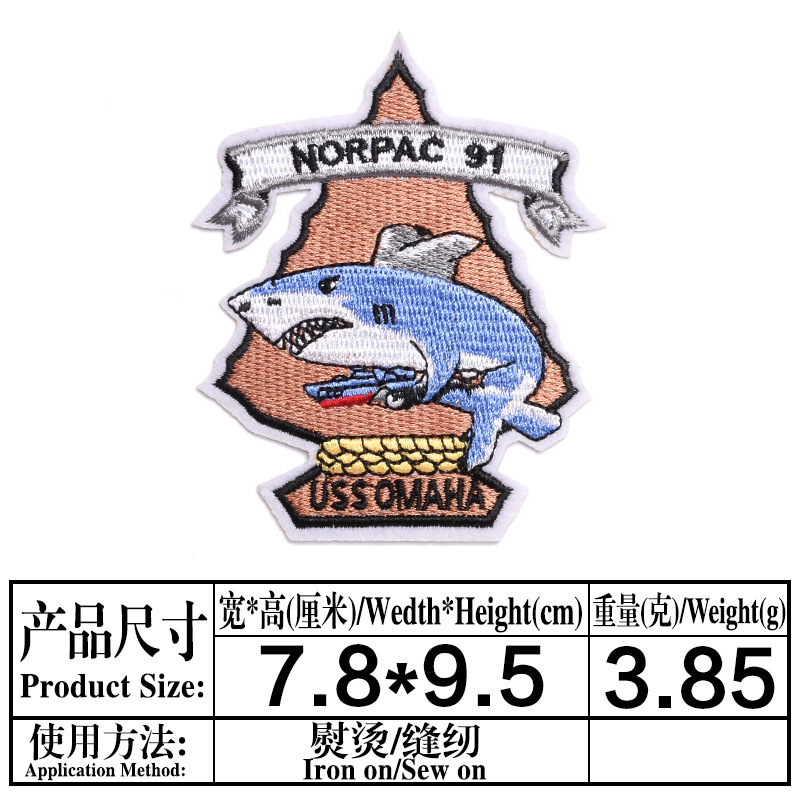 NORPAC 91
USS OMAHA
产品尺寸
Product Size:
宽*高(厘米)/Wedth*Height(cm)
重量(克)/Weight(g)
7.8*9.5
3.85
使用方法:
Application Method:
熨烫/缝纫
Iron on/Sew on